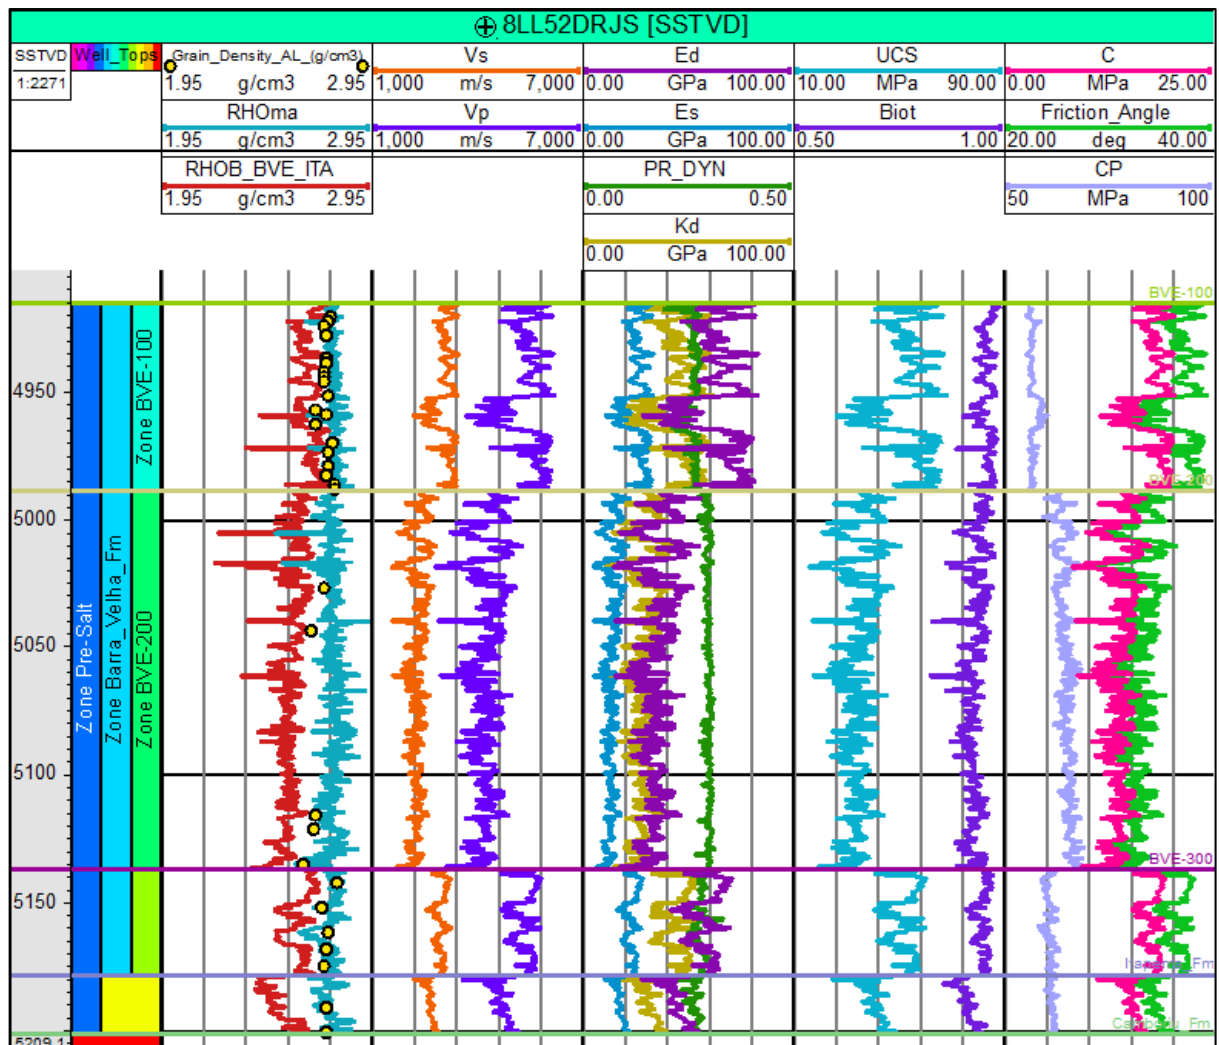 8LL52DRJS [SSTVD]
SSTVD
1:2271
Well_Tops
Grain_Density_AL_(g/cm3)
1.95 g/cm3 2.95
RHOma
1.95 g/cm3 2.95
RHOB_BVE_ITA
1.95 g/cm3 2.95
Vs
1,000 m/s 7,000
Vp
1,000 m/s 7,000
Ed
0.00 GPa 100.00
Es
0.00 GPa 100.00
PR_DYN
0.00 0.50
Kd
0.00 GPa 100.00
UCS
10.00 MPa 90.00
Biot
0.50 1.00
C
0.00 MPa 25.00
Friction_Angle
20.00 deg 40.00
CP
50 MPa 100
BVE-100
4950
BVE-200
5000
5050
5100
BVE-300
5150
5209.1
Zone Pre-Salt
Zone Barra_Velha_Fm
Zone BVE-100
Zone BVE-200